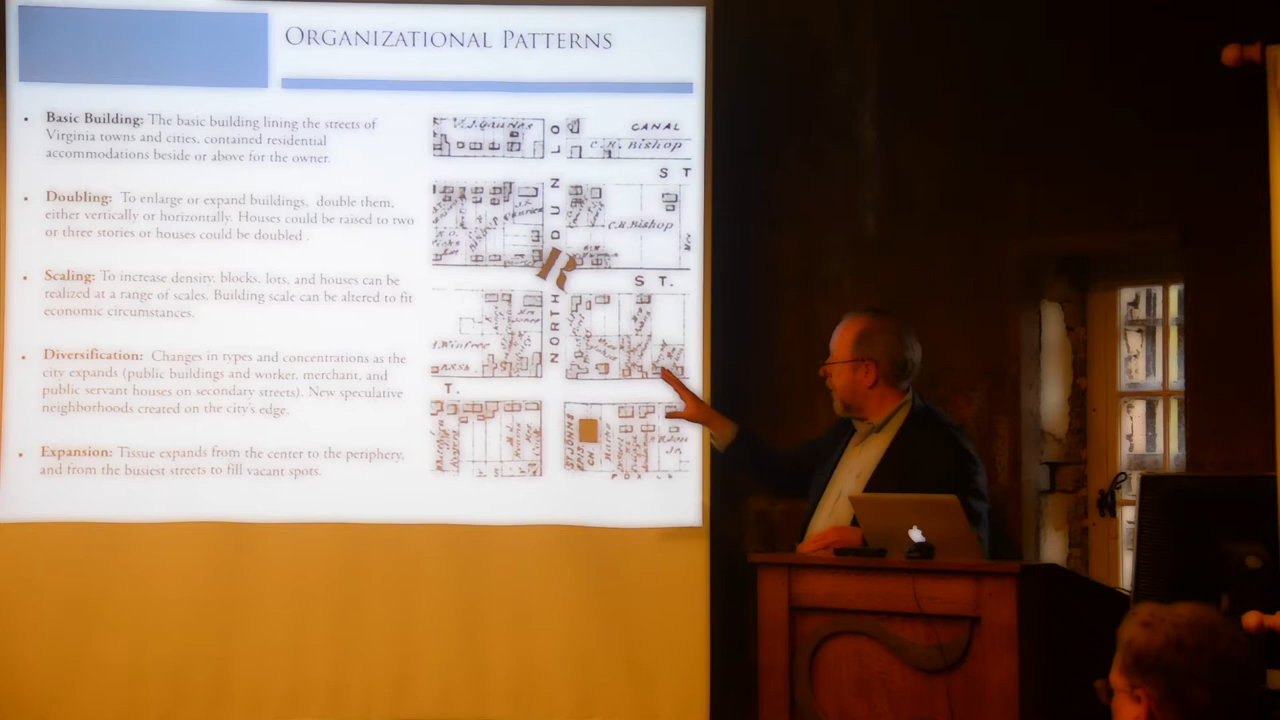 ORGANIZATIONAL PATTERNS
• Basic Building: The basic building lining the streets of
Virginia towns and cities, contained residential
accommodations beside or above for the owner.
• Doubling: To enlarge or expand buildings, double them,
either vertically or horizontally. Houses could be raised to two
or three stories or houses could be doubled .
• Scaling: To increase density, blocks, lots, and houses can be
realized at a range of scales. Building scale can be altered to fit
economic circumstances.
• Diversification: Changes in types and concentrations as the
city expands (public buildings and worker, merchant, and
public servant houses on secondary streets). New speculative
neighborhoods created on the city's edge.
• Expansion: Tissue expands from the center to the periphery,
and from the busiest streets to fill vacant spots.
CANAL
C.R. Bishop
S T
C.R.Bishop
R
S T.
NORTH
DUN LO
T.
ST JOHNS
EPIS.
CH.